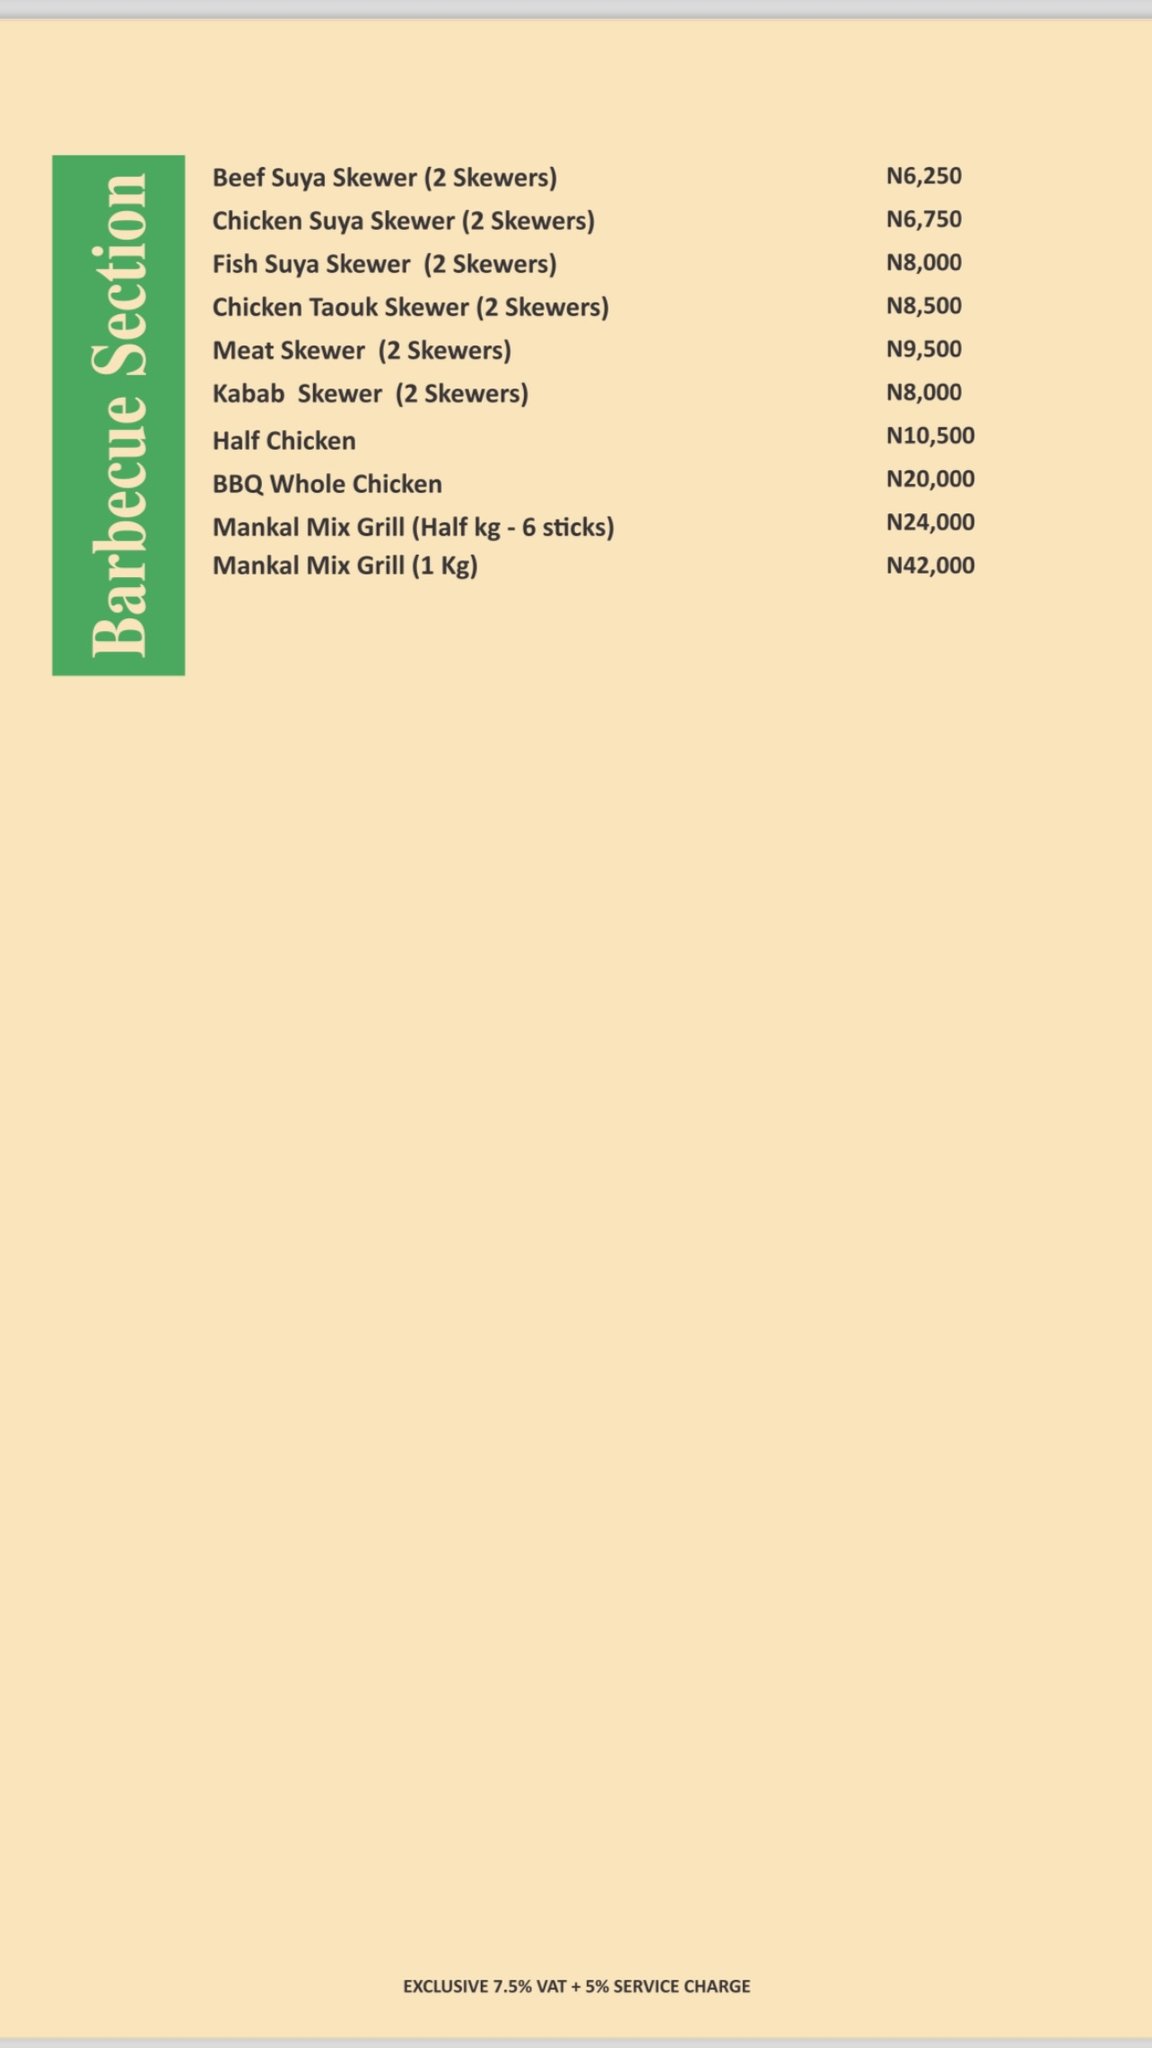 Barbecue Section
Beef Suya Skewer (2 Skewers) N6,250
Chicken Suya Skewer (2 Skewers) N6,750
Fish Suya Skewer (2 Skewers) N8,000
Chicken Taouk Skewer (2 Skewers) N8,500
Meat Skewer (2 Skewers) N9,500
Kabab Skewer (2 Skewers) N8,000
Half Chicken N10,500
BBQ Whole Chicken N20,000
Mankal Mix Grill (Half kg - 6 sticks) N24,000
Mankal Mix Grill (1 Kg) N42,000
EXCLUSIVE 7.5% VAT + 5% SERVICE CHARGE